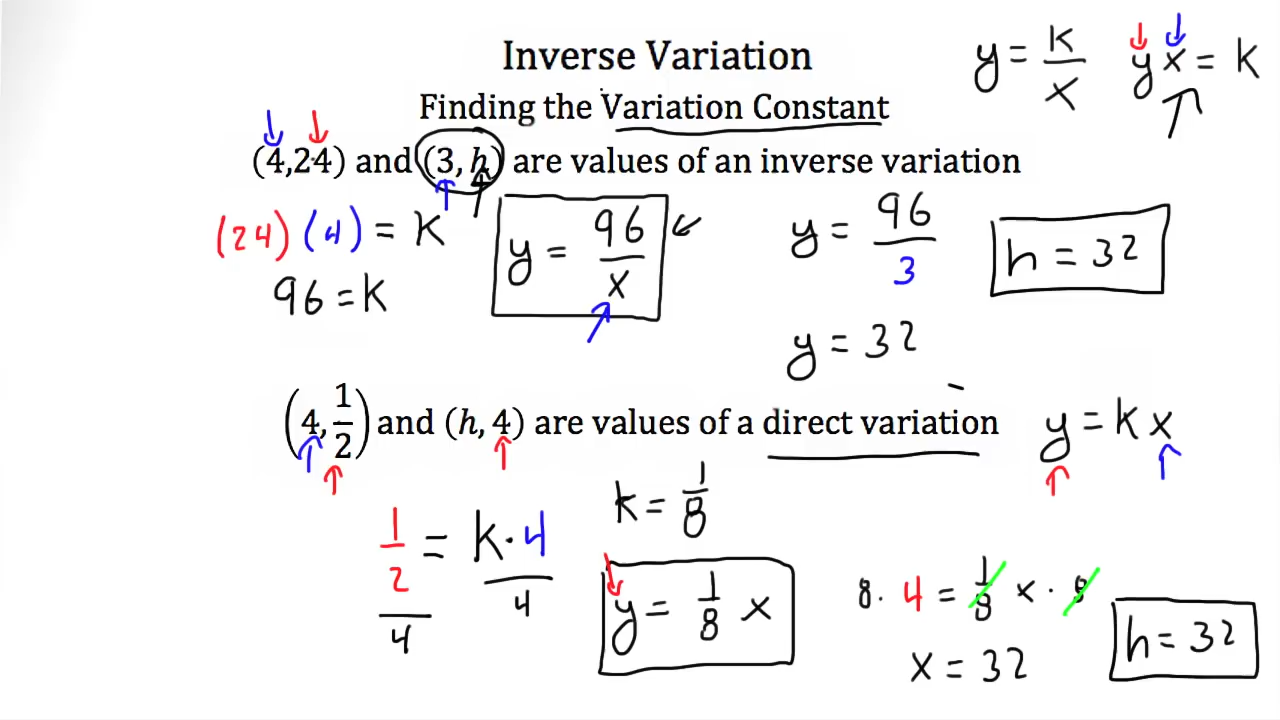 Inverse Variation
y = k/x
yx = k
Finding the Variation Constant
(4,24) and (3, h) are values of an inverse variation
(24)(4) = k
96 = k
y = 96/x
y = 96/3
y = 32
h = 32
(4, 1/2) and (h, 4) are values of a direct variation
y = kx
1/2 = k · 4
4 4
k = 1/8
y = 1/8 x
8 · 4 = 1/8 x · 8
x = 32
h = 32